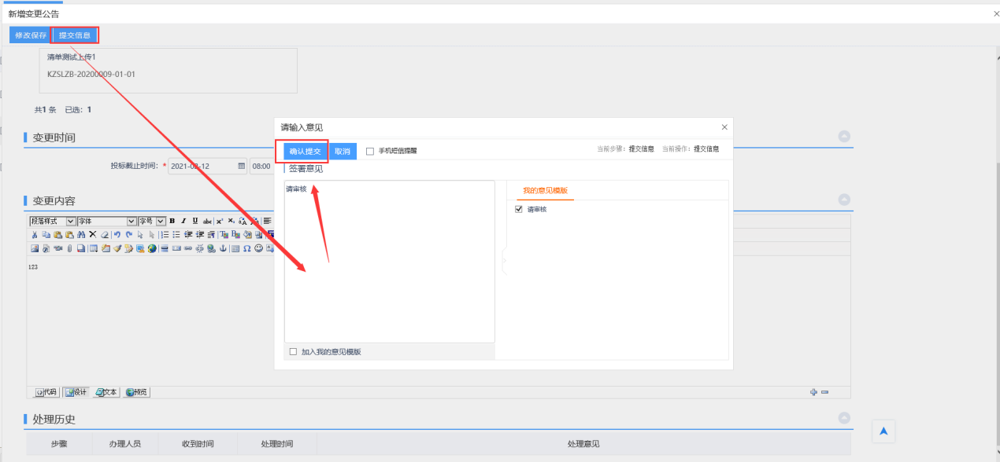 新增变更公告
修改保存 提交信息
清单测试上传1
KZSLZB-20200009-01-01
共1 条 已选: 1
变更时间
投标截止时间: * 2021-03-12 08:00
变更内容
段落样式 字体 字号
123
代码 设计 文本 预览
处理历史
步骤 办理人员 收到时间 处理时间 处理意见
请输入意见
确认提交 取消 手机短信提醒 当前步骤: 提交信息 当前操作: 提交信息
签署意见
请审核
加入我的意见模版
我的意见模版
请审核